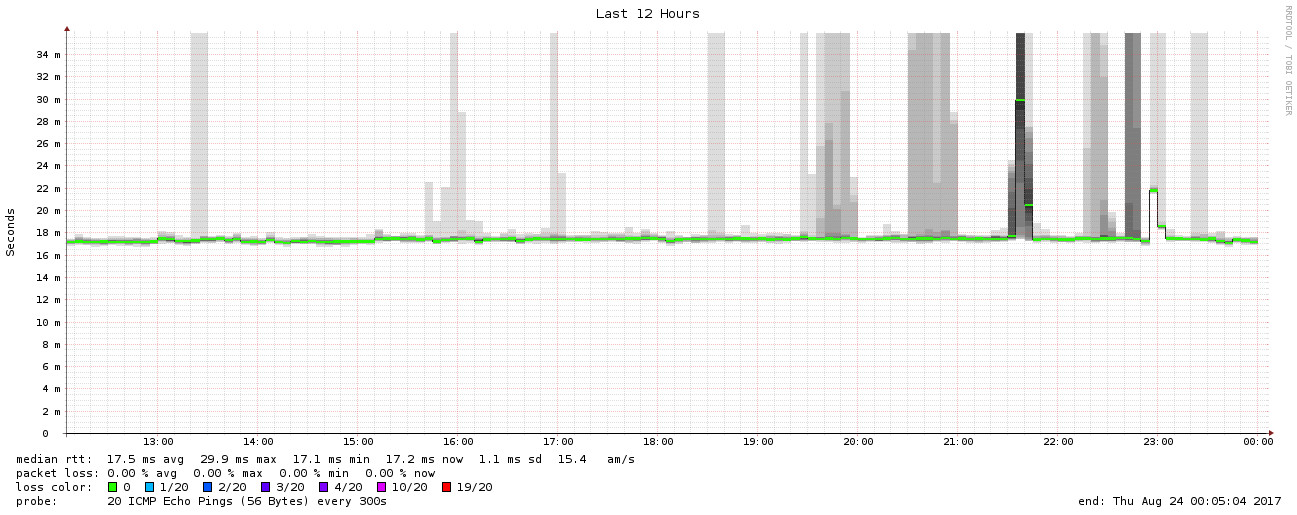 Last 12 Hours
RRDTOOL / TOBI OETIKER
Seconds
34 m
32 m
30 m
28 m
26 m
24 m
22 m
20 m
18 m
16 m
14 m
12 m
10 m
8 m
6 m
4 m
2 m
0
13:00 14:00 15:00 16:00 17:00 18:00 19:00 20:00 21:00 22:00 23:00 00:00
median rtt: 17.5 ms avg 29.9 ms max 17.1 ms min 17.2 ms now 1.1 ms sd 15.4 am/s
packet loss: 0.00 % avg 0.00 % max 0.00 % min 0.00 % now
loss color: 0 1/20 2/20 3/20 4/20 10/20 19/20
probe: 20 ICMP Echo Pings (56 Bytes) every 300s end: Thu Aug 24 00:05:04 2017